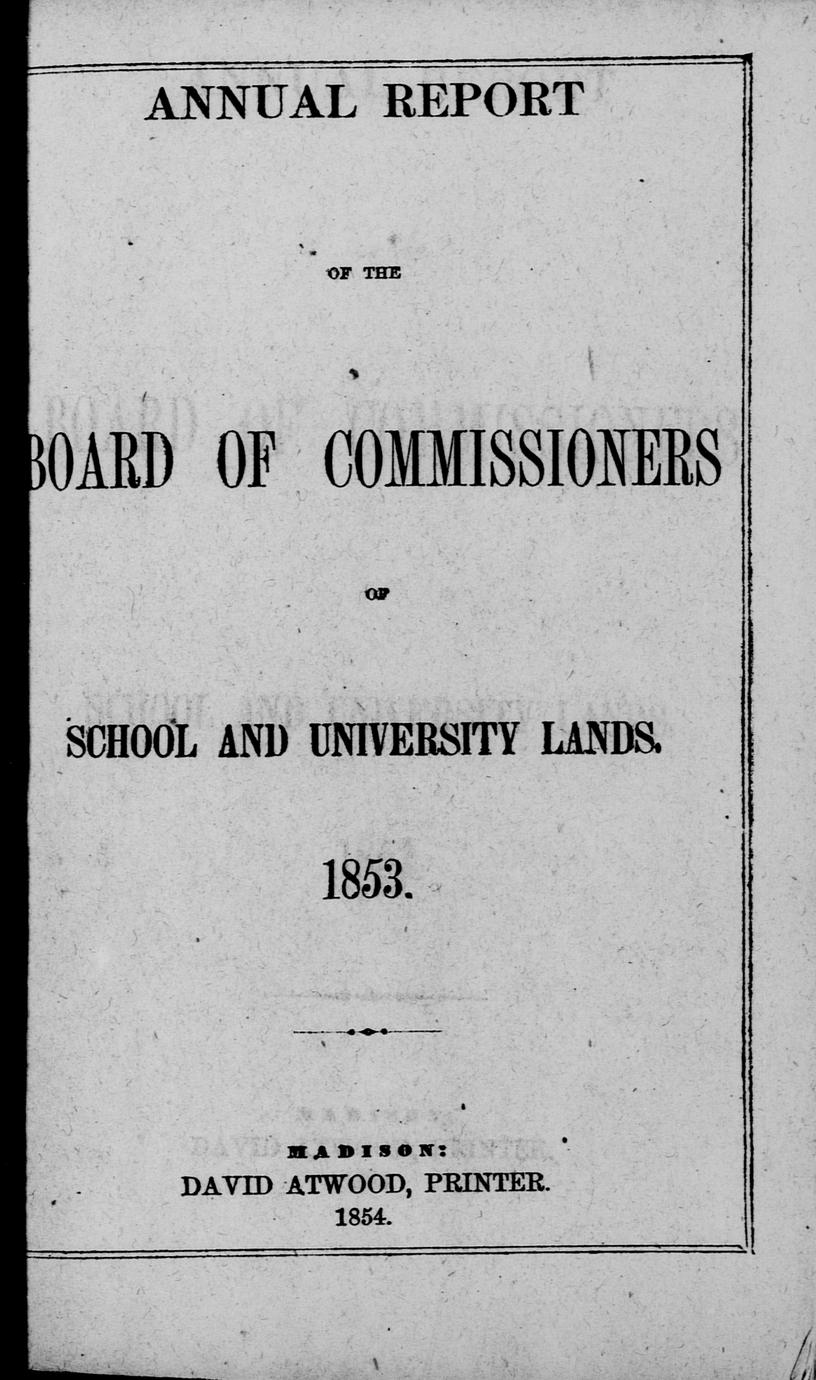 ANNUAL REPORT
OF THE
BOARD OF COMMISSIONERS
OF
SCHOOL AND UNIVERSITY LANDS.
1853.
MADISON:
DAVID ATWOOD, PRINTER.
1854.